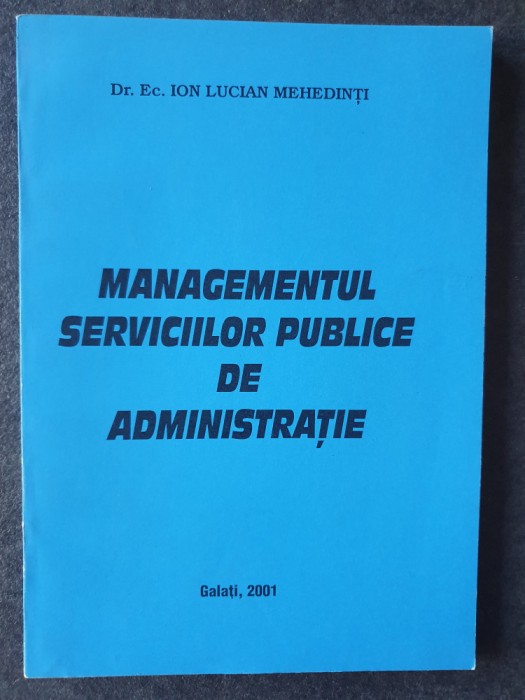 Dr. Ec. ION LUCIAN MEHEDINȚI
MANAGEMENTUL
SERVICIILOR PUBLICE
DE
ADMINISTRAȚIE
Galați, 2001